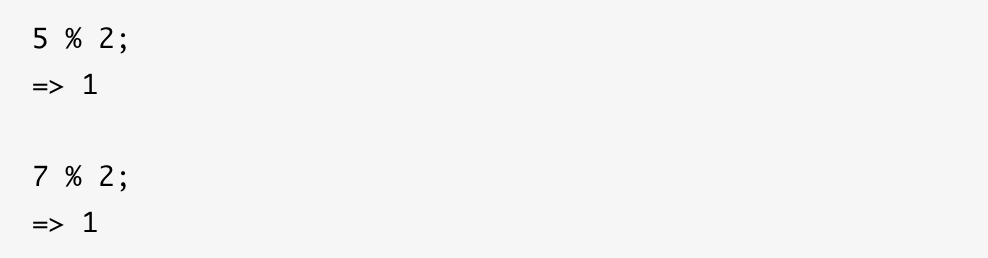 5 % 2;
=> 1
7 % 2;
=> 1